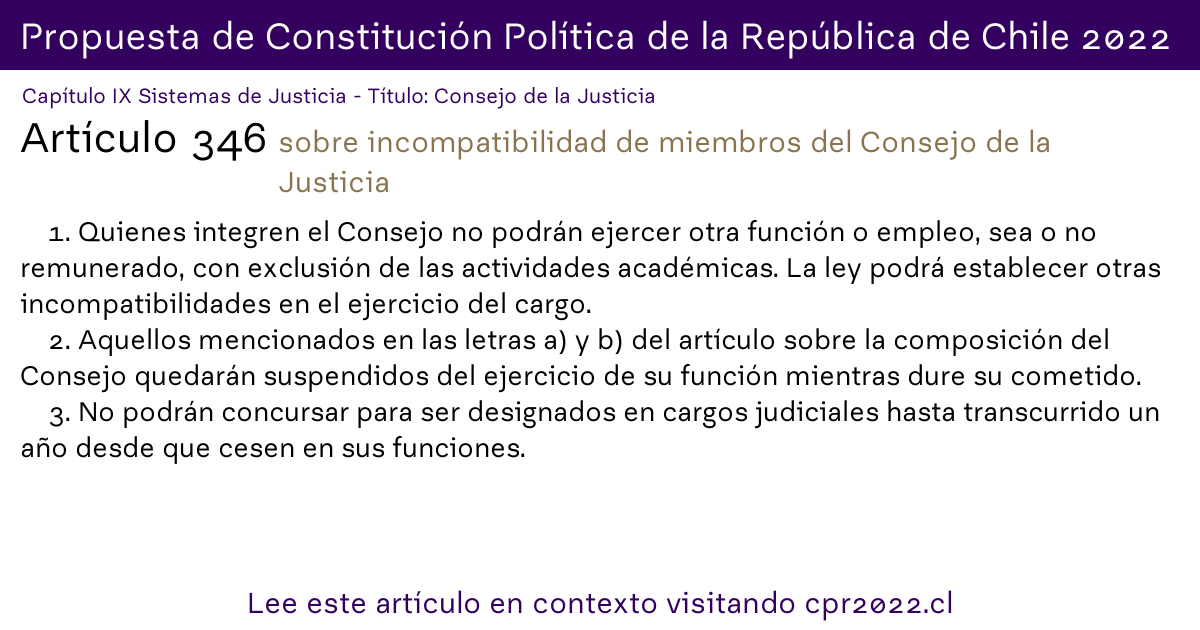 Propuesta de Constitución Política de la República de Chile 2022
Capítulo IX Sistemas de Justicia - Título: Consejo de la Justicia
Artículo 346 sobre incompatibilidad de miembros del Consejo de la
Justicia
1. Quienes integren el Consejo no podrán ejercer otra función o empleo, sea o no
remunerado, con exclusión de las actividades académicas. La ley podrá establecer otras
incompatibilidades en el ejercicio del cargo.
2. Aquellos mencionados en las letras a) y b) del artículo sobre la composición del
Consejo quedarán suspendidos del ejercicio de su función mientras dure su cometido.
3. No podrán concursar para ser designados en cargos judiciales hasta transcurrido un
año desde que cesen en sus funciones.
Lee este artículo en contexto visitando cpr2022.cl